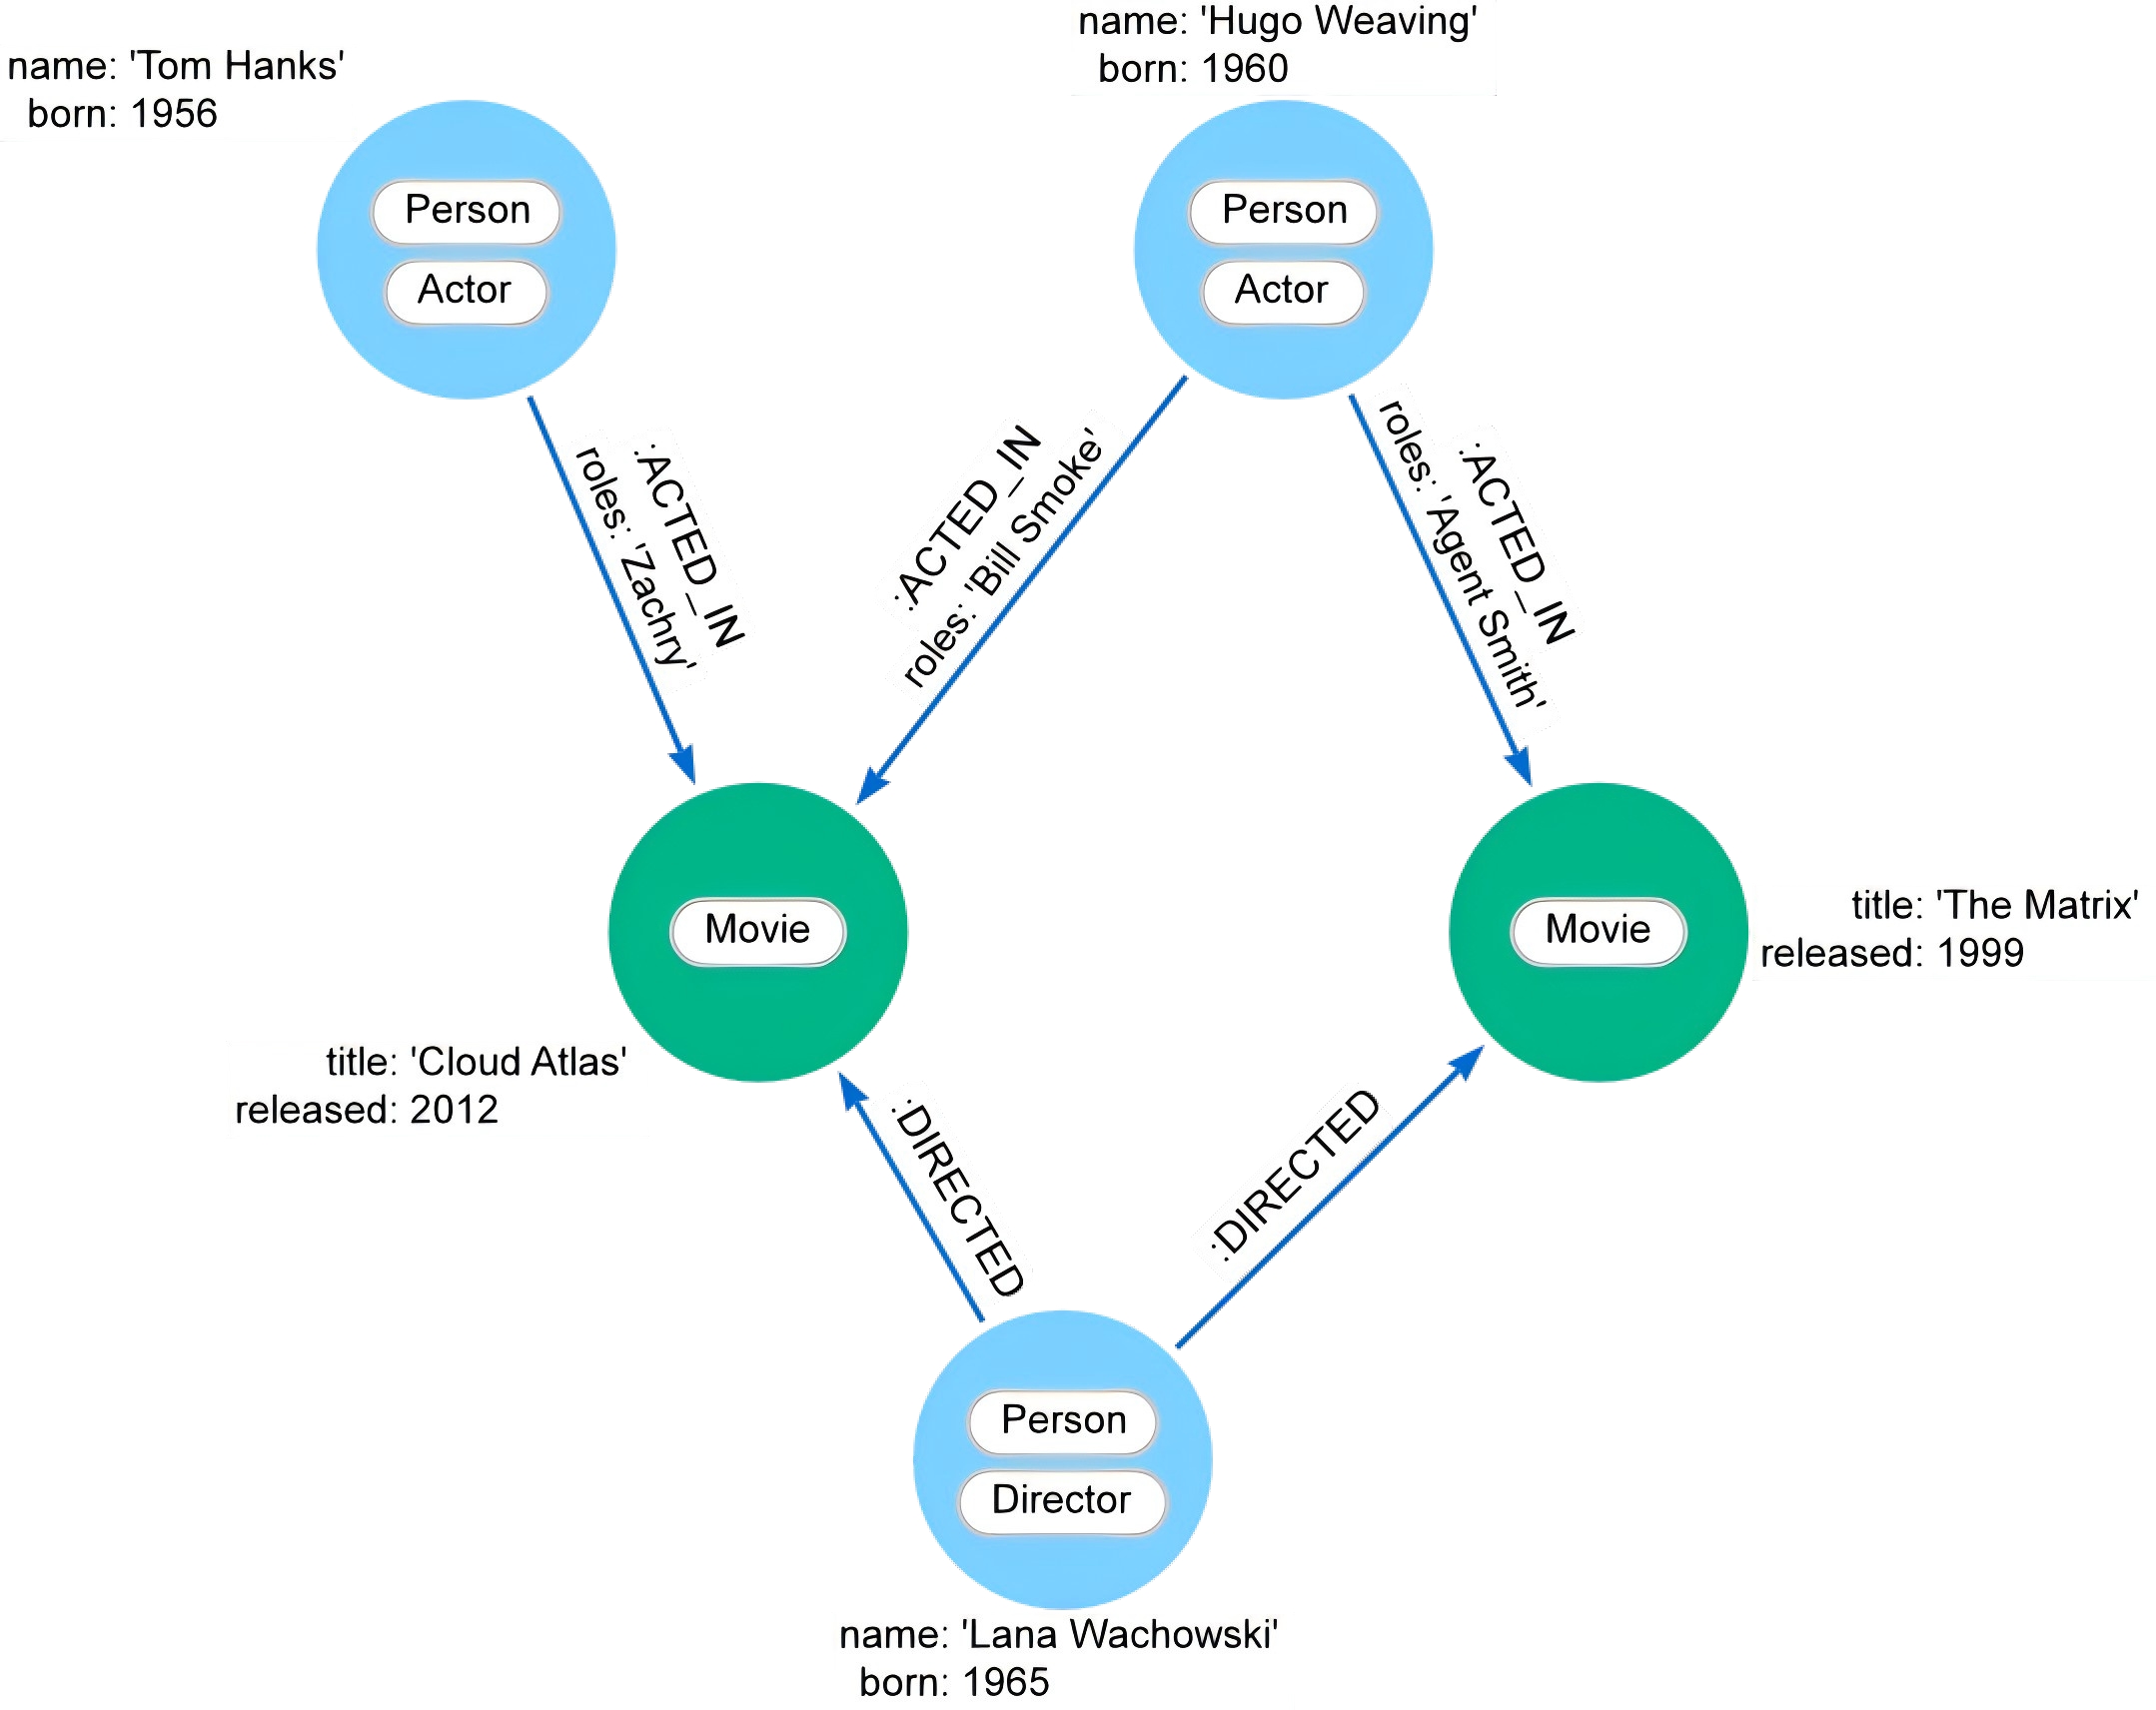 name: 'Tom Hanks'
born: 1956
name: 'Hugo Weaving'
born: 1960
Person
Actor
Person
Actor
:ACTED_IN
roles: 'Zachry'
:ACTED_IN
roles: 'Bill Smoke'
:ACTED_IN
roles: 'Agent Smith'
Movie
Movie
title: 'The Matrix'
released: 1999
title: 'Cloud Atlas'
released: 2012
:DIRECTED
:DIRECTED
Person
Director
name: 'Lana Wachowski'
born: 1965